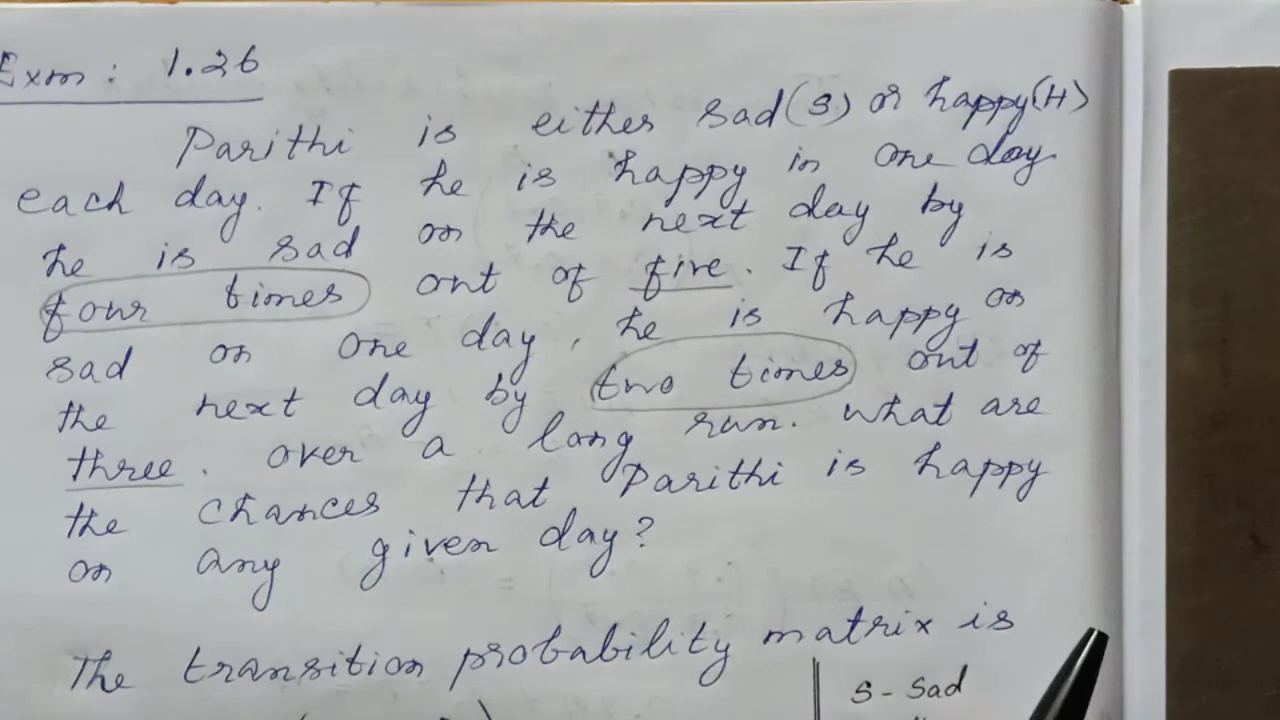 Exm : 1.26
Parithi is either sad(S) or happy(H)
each day. If he is happy in one day
he is sad on the next day by
four times out of five. If he is
sad on one day, he is happy on
the next day by two times out of
three. over a long run. what are
the chances that Parithi is happy
on any given day?
The transition probability matrix is
S - Sad